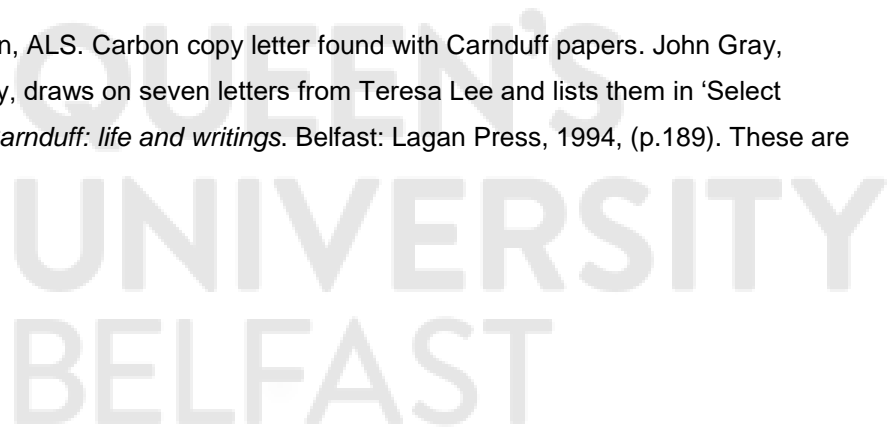 n, ALS. Carbon copy letter found with Carnduff papers. John Gray,
y, draws on seven letters from Teresa Lee and lists them in ‘Select
arnduff: life and writings. Belfast: Lagan Press, 1994, (p.189). These are
QUEEN'S
UNIVERSITY
BELFAST